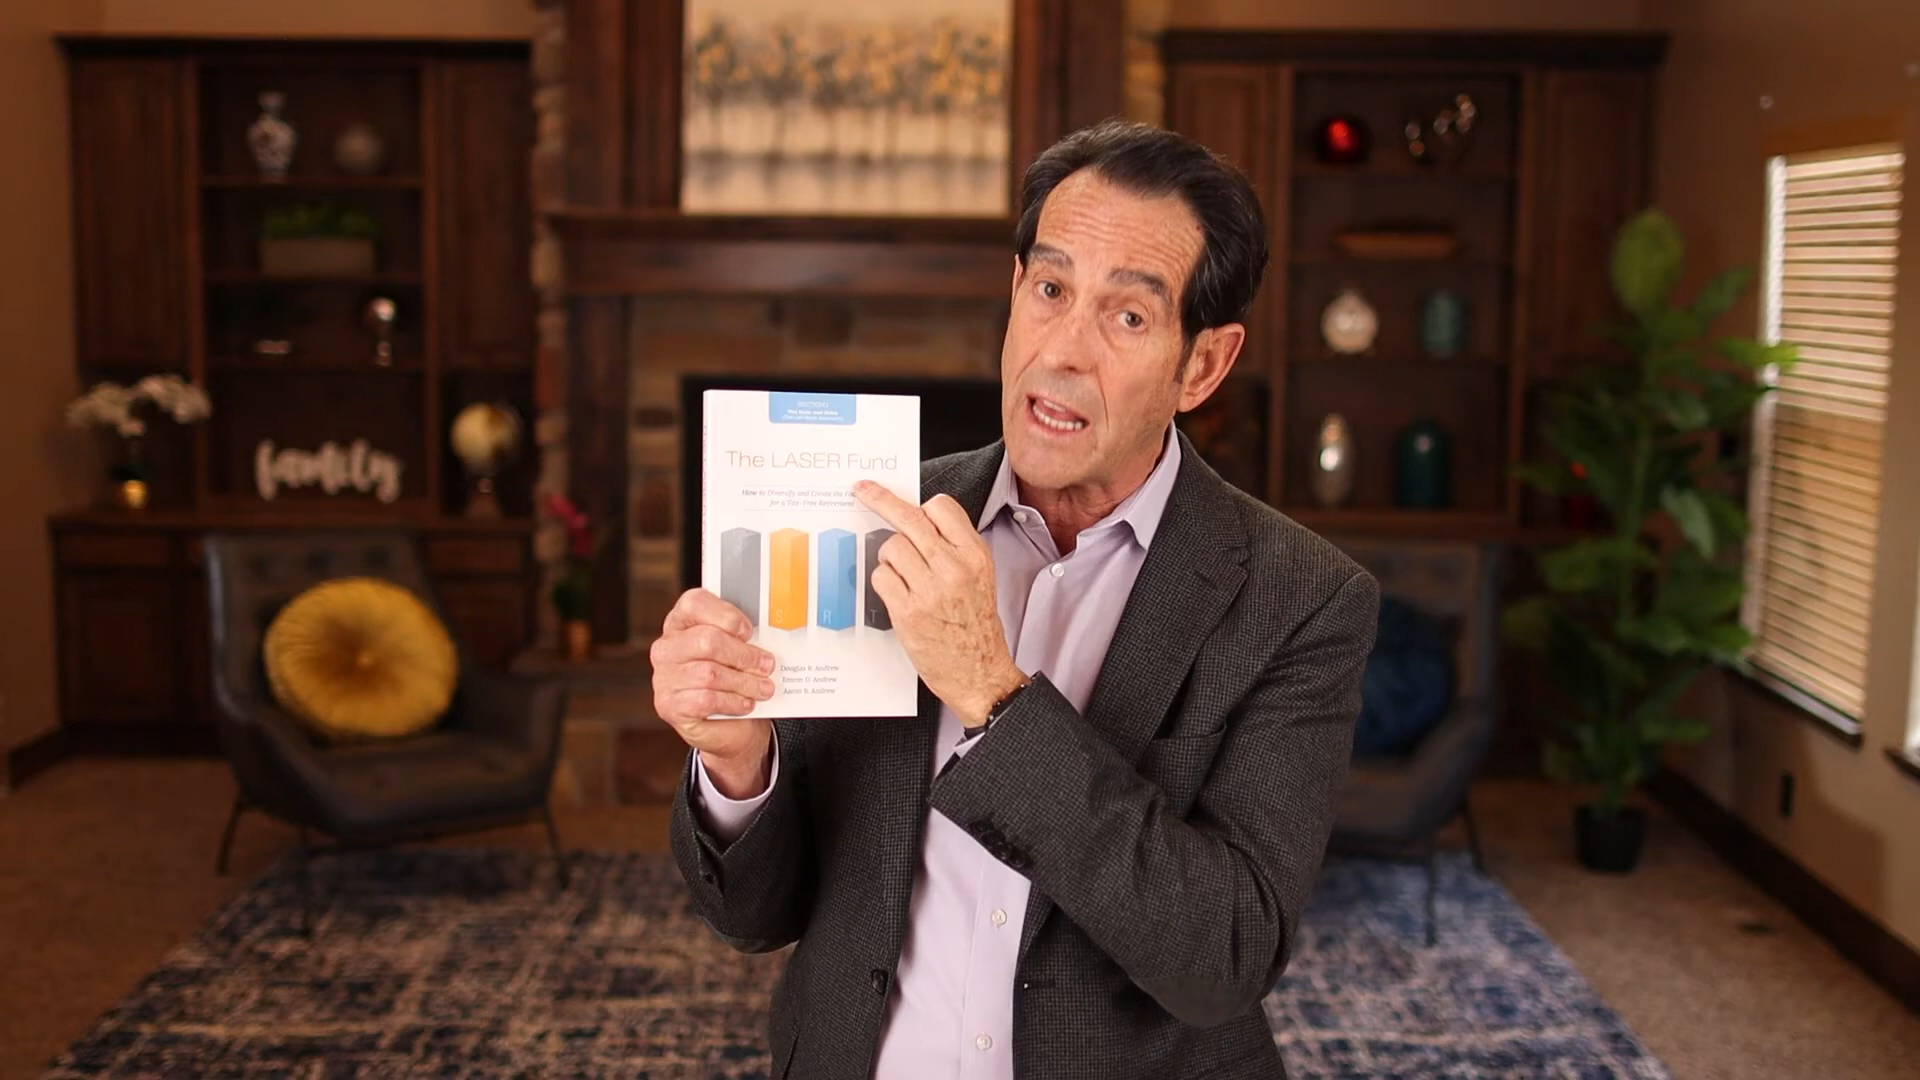 family
SECTION I
The LASER Fund
How to Diversify and Create the
for a Tax-Free Retirement
S R T
Douglas R. Andrew
Emron D. Andrew
Aaron R. Andrew